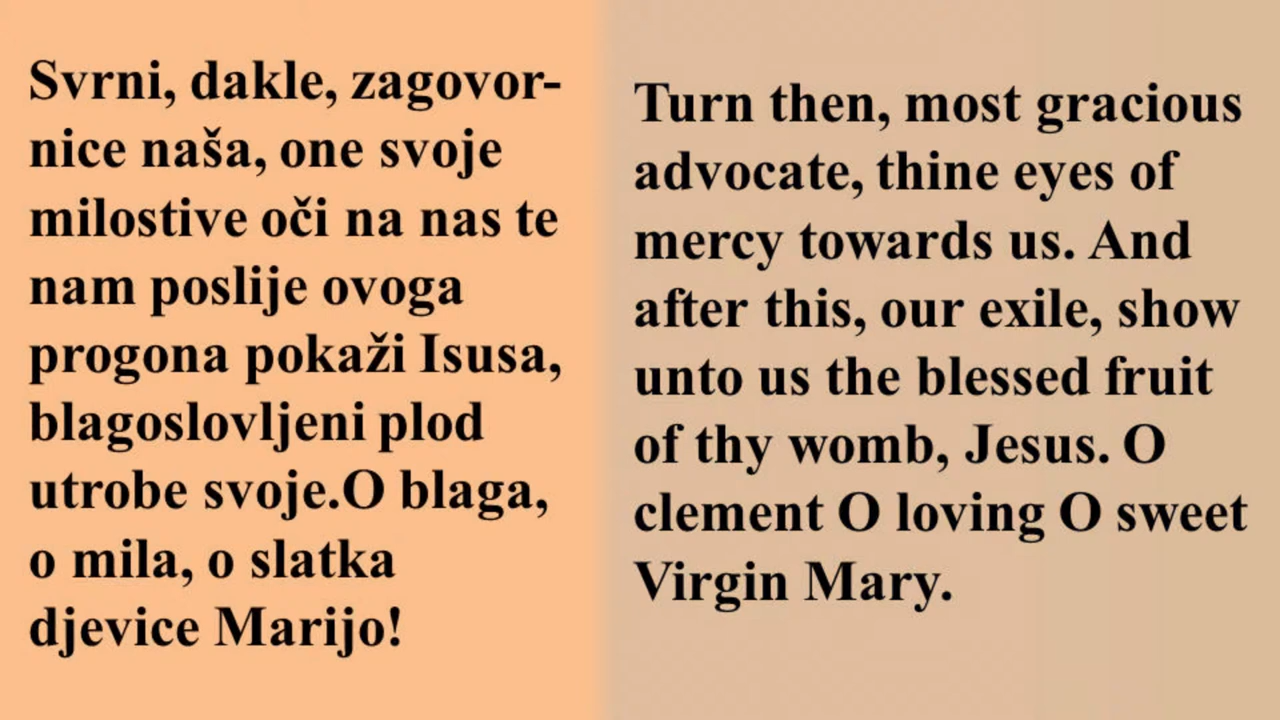 Svrni, dakle, zagovor-
nice naša, one svoje
milostive oči na nas te
nam poslije ovoga
progona pokaži Isusa,
blagoslovljeni plod
utrobe svoje.O blaga,
o mila, o slatka
djevice Marijo!
Turn then, most gracious
advocate, thine eyes of
mercy towards us. And
after this, our exile, show
unto us the blessed fruit
of thy womb, Jesus. O
clement O loving O sweet
Virgin Mary.